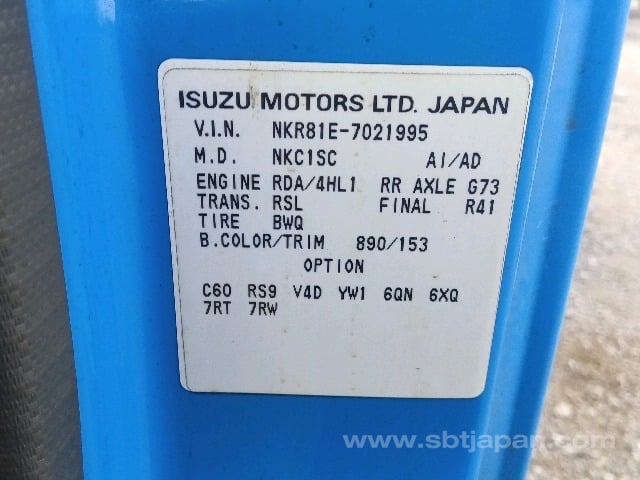 ISUZU MOTORS LTD. JAPAN
V.I.N. NKR81E-7021995
M.D. NKC1SC AI/AD
ENGINE RDA/4HL1 RR AXLE G73
TRANS. RSL FINAL R41
TIRE BWQ
B.COLOR/TRIM 890/153
OPTION
C60 RS9 V4D YW1 6QN 6XQ
7RT 7RW
www.sbtjapan.com